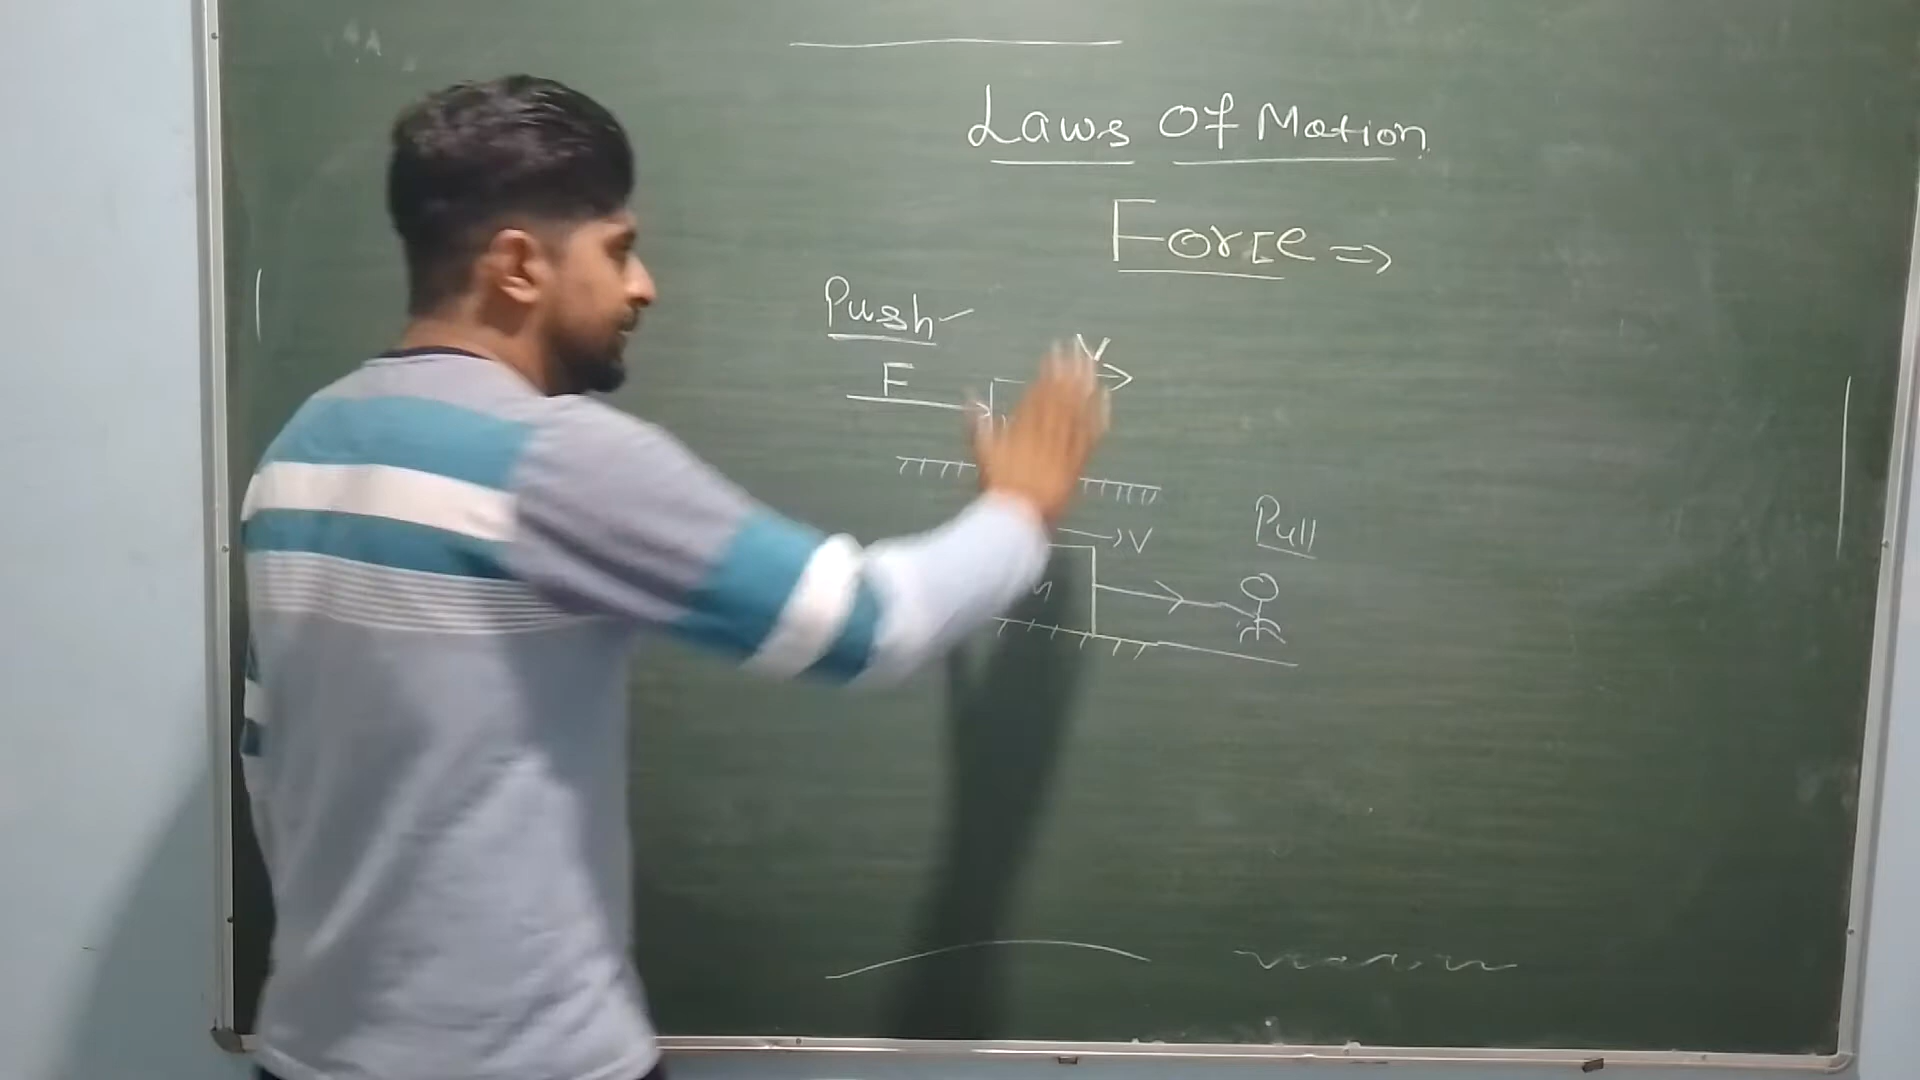 Laws Of Motion
Force =>
Push
F
V
V
Pull
m